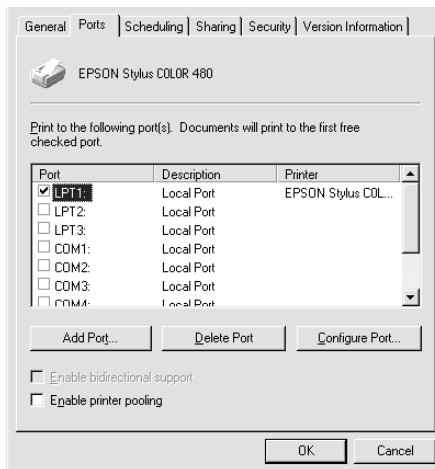 General Ports Scheduling Sharing Security Version Information
EPSON Stylus COLOR 480
Print to the following port(s). Documents will print to the first free
checked port.
Port Description Printer
LPT1: Local Port EPSON Stylus COL...
LPT2: Local Port
LPT3: Local Port
COM1: Local Port
COM2: Local Port
COM3: Local Port
COM4: Local Port
Add Port... Delete Port Configure Port...
Enable bidirectional support
Enable printer pooling
OK Cancel